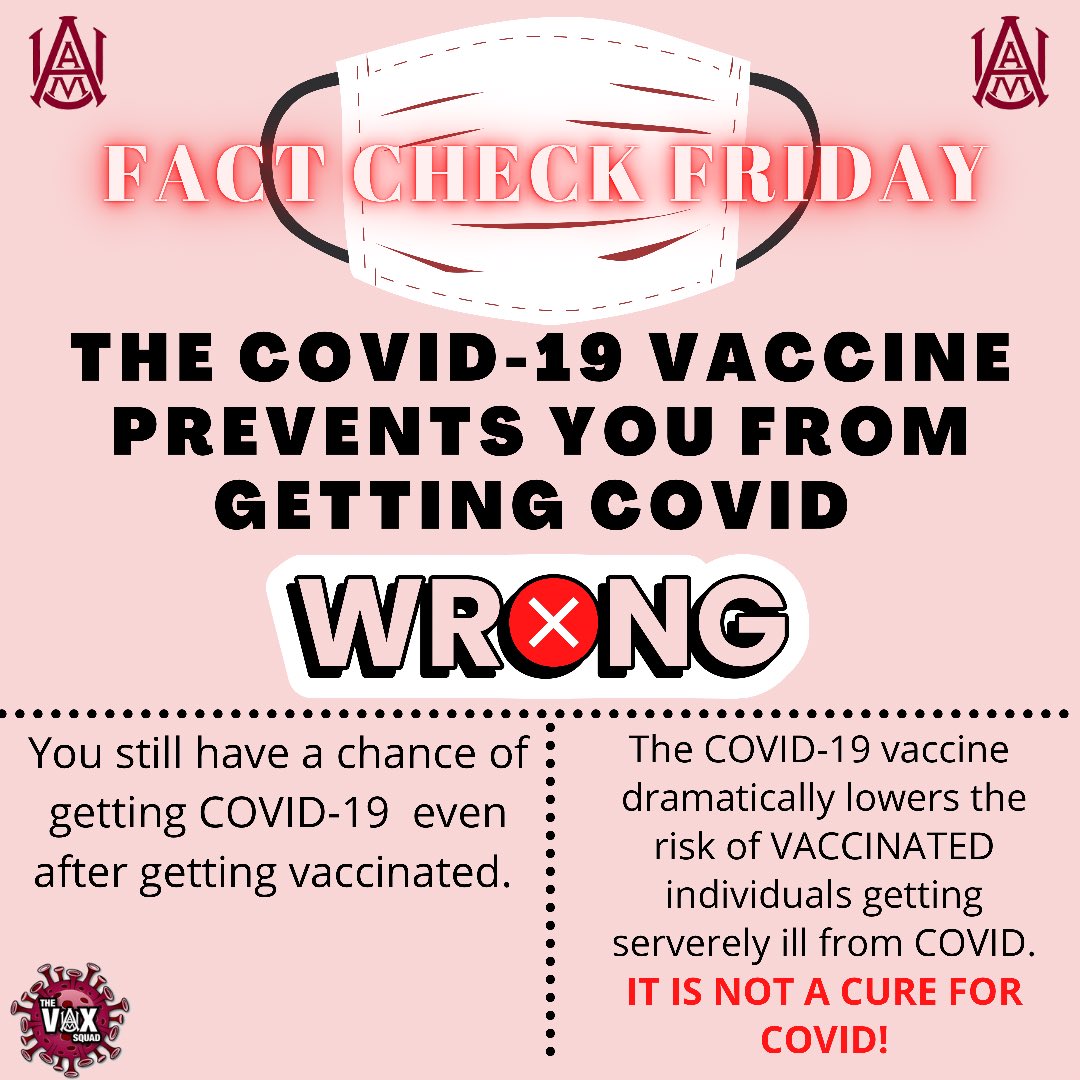 AAMU
AAMU
FACT CHECK FRIDAY
THE COVID-19 VACCINE
PREVENTS YOU FROM
GETTING COVID
WRONG
You still have a chance of
getting COVID-19 even
after getting vaccinated.
The COVID-19 vaccine
dramatically lowers the
risk of VACCINATED
individuals getting
serverely ill from COVID.
IT IS NOT A CURE FOR
COVID!
THE
VAX
SQUAD